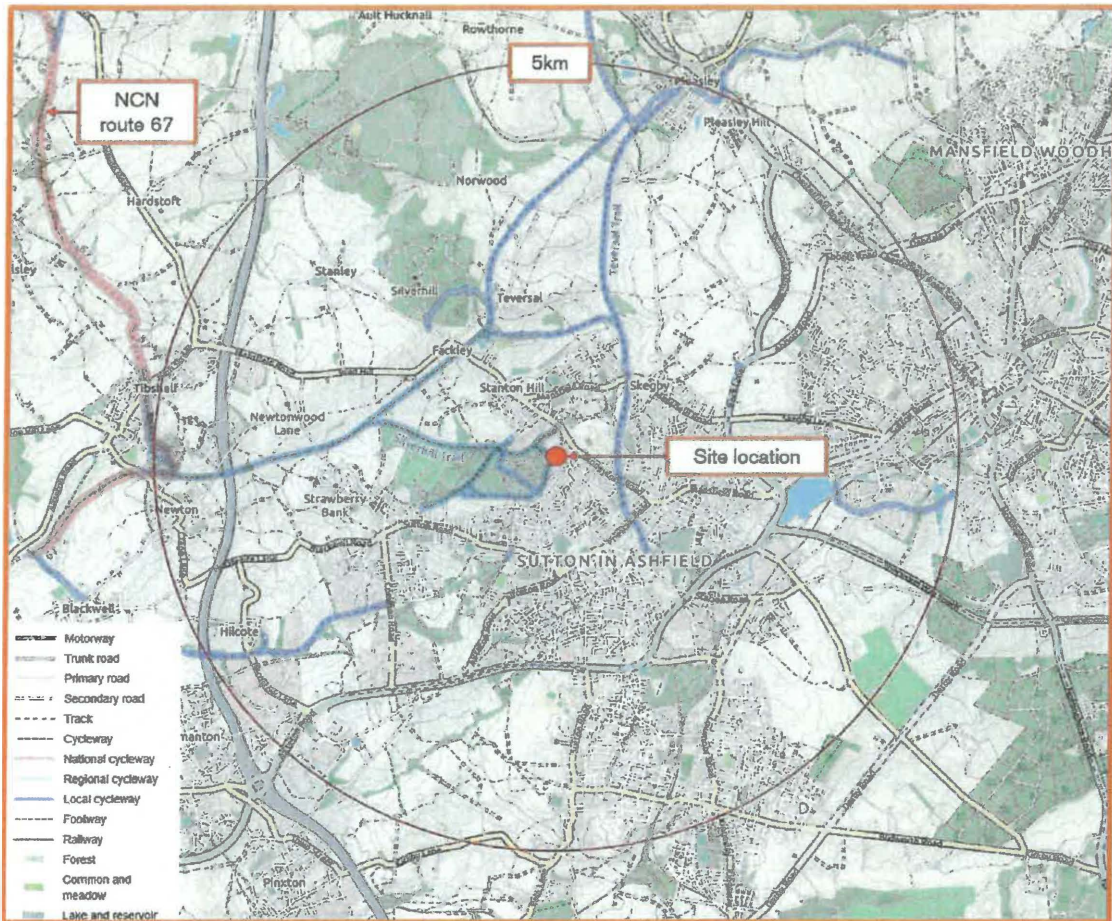 Ault Hucknall
Rowthorne
5km
NCN
route 67
Pleasley
Pleasley Hill
MANSFIELD WOODH
Norwood
Hardstoft
Teversal Trail
Stanley
Silverhill
Teversal
Fackley
Tibshelf
Stanton Hill
Skegby
Newtonwood
Lane
Silverhill Trail
Site location
Strawberry
Bank
Newton
SUTTON IN ASHFIELD
Blackwell
Hilcote
Motorway
Trunk road
Primary road
Secondary road
Track
Cycleway
National cycleway
Regional cycleway
Local cycleway
Footway
Railway
Forest
Common and
meadow
Lake and reservoir
manton
Pinxton